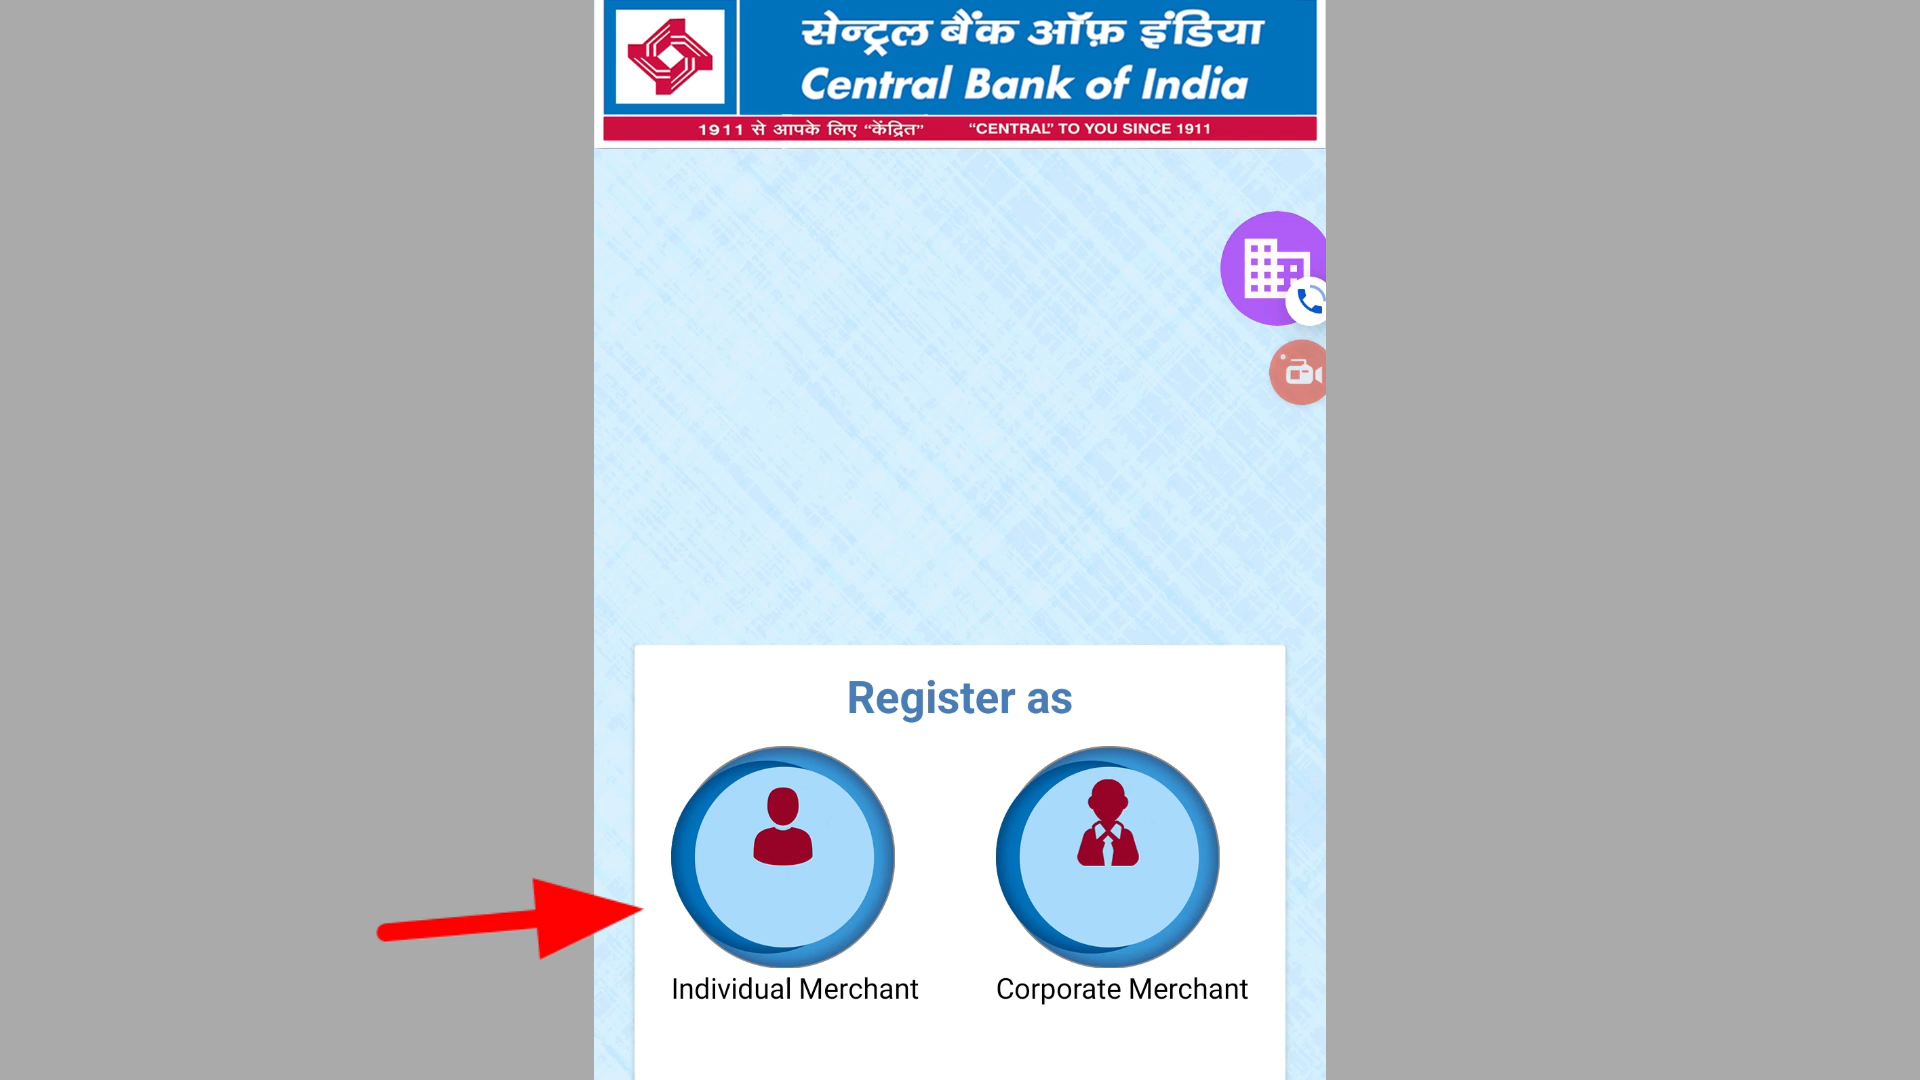 सेन्ट्रल बैंक ऑफ़ इंडिया
Central Bank of India
1911 से आपके लिए “केंद्रित” “CENTRAL” TO YOU SINCE 1911
Register as
Individual Merchant
Corporate Merchant